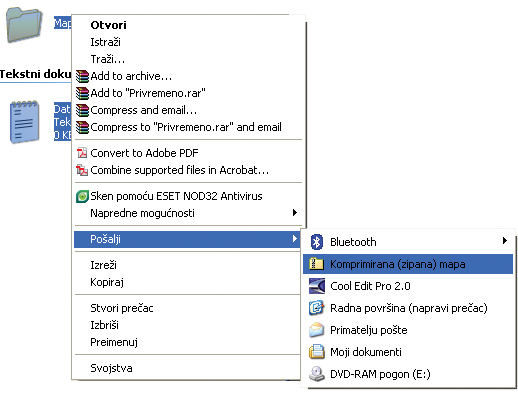 Map
Tekstni doku
Dat
Tek
0 KB
Otvori
Istraži
Traži...
Add to archive...
Add to "Privremeno.rar"
Compress and email...
Compress to "Privremeno.rar" and email
Convert to Adobe PDF
Combine supported files in Acrobat...
Sken pomoću ESET NOD32 Antivirus
Napredne mogućnosti
Pošalji
Izreži
Kopiraj
Stvori prečac
Izbriši
Preimenuj
Svojstva
Bluetooth
Komprimirana (zipana) mapa
Cool Edit Pro 2.0
Radna površina (napravi prečac)
Primatelju pošte
Moji dokumenti
DVD-RAM pogon (E:)